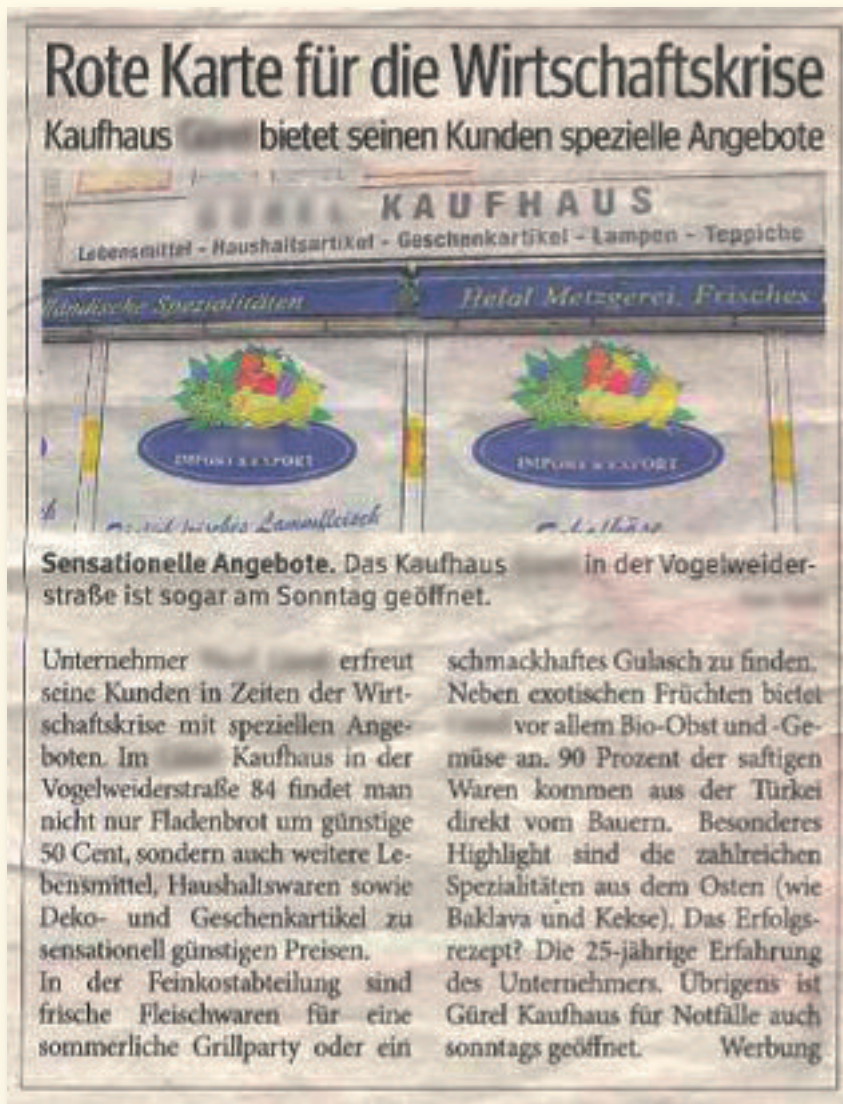 Rote Karte für die Wirtschaftskrise
Kaufhaus bietet seinen Kunden spezielle Angebote
KAUFHAUS
Lebensmittel - Haushaltsartikel - Geschenkartikel - Lampen - Teppiche
ländische Spezialitäten
Helal Metzgerei, Frisches
IMPORT & EXPORT
IMPORT & EXPORT
frisches Lammfleisch
Sensationelle Angebote. Das Kaufhaus in der Vogelweider-
straße ist sogar am Sonntag geöffnet.
Unternehmer erfreut
seine Kunden in Zeiten der Wirt-
schaftskrise mit speziellen Ange-
boten. Im Kaufhaus in der
Vogelweiderstraße 84 findet man
nicht nur Fladenbrot um günstige
50 Cent, sondern auch weitere Le-
bensmittel, Haushaltswaren sowie
Deko- und Geschenkartikel zu
sensationell günstigen Preisen.
In der Feinkostabteilung sind
frische Fleischwaren für eine
sommerliche Grillparty oder ein
schmackhaftes Gulasch zu finden.
Neben exotischen Früchten bietet
vor allem Bio-Obst und -Ge-
müse an. 90 Prozent der saftigen
Waren kommen aus der Türkei
direkt vom Bauern. Besonderes
Highlight sind die zahlreichen
Spezialitäten aus dem Osten (wie
Baklava und Kekse). Das Erfolgs-
rezept? Die 25-jährige Erfahrung
des Unternehmers. Übrigens ist
Gürel Kaufhaus für Notfälle auch
sonntags geöffnet. Werbung